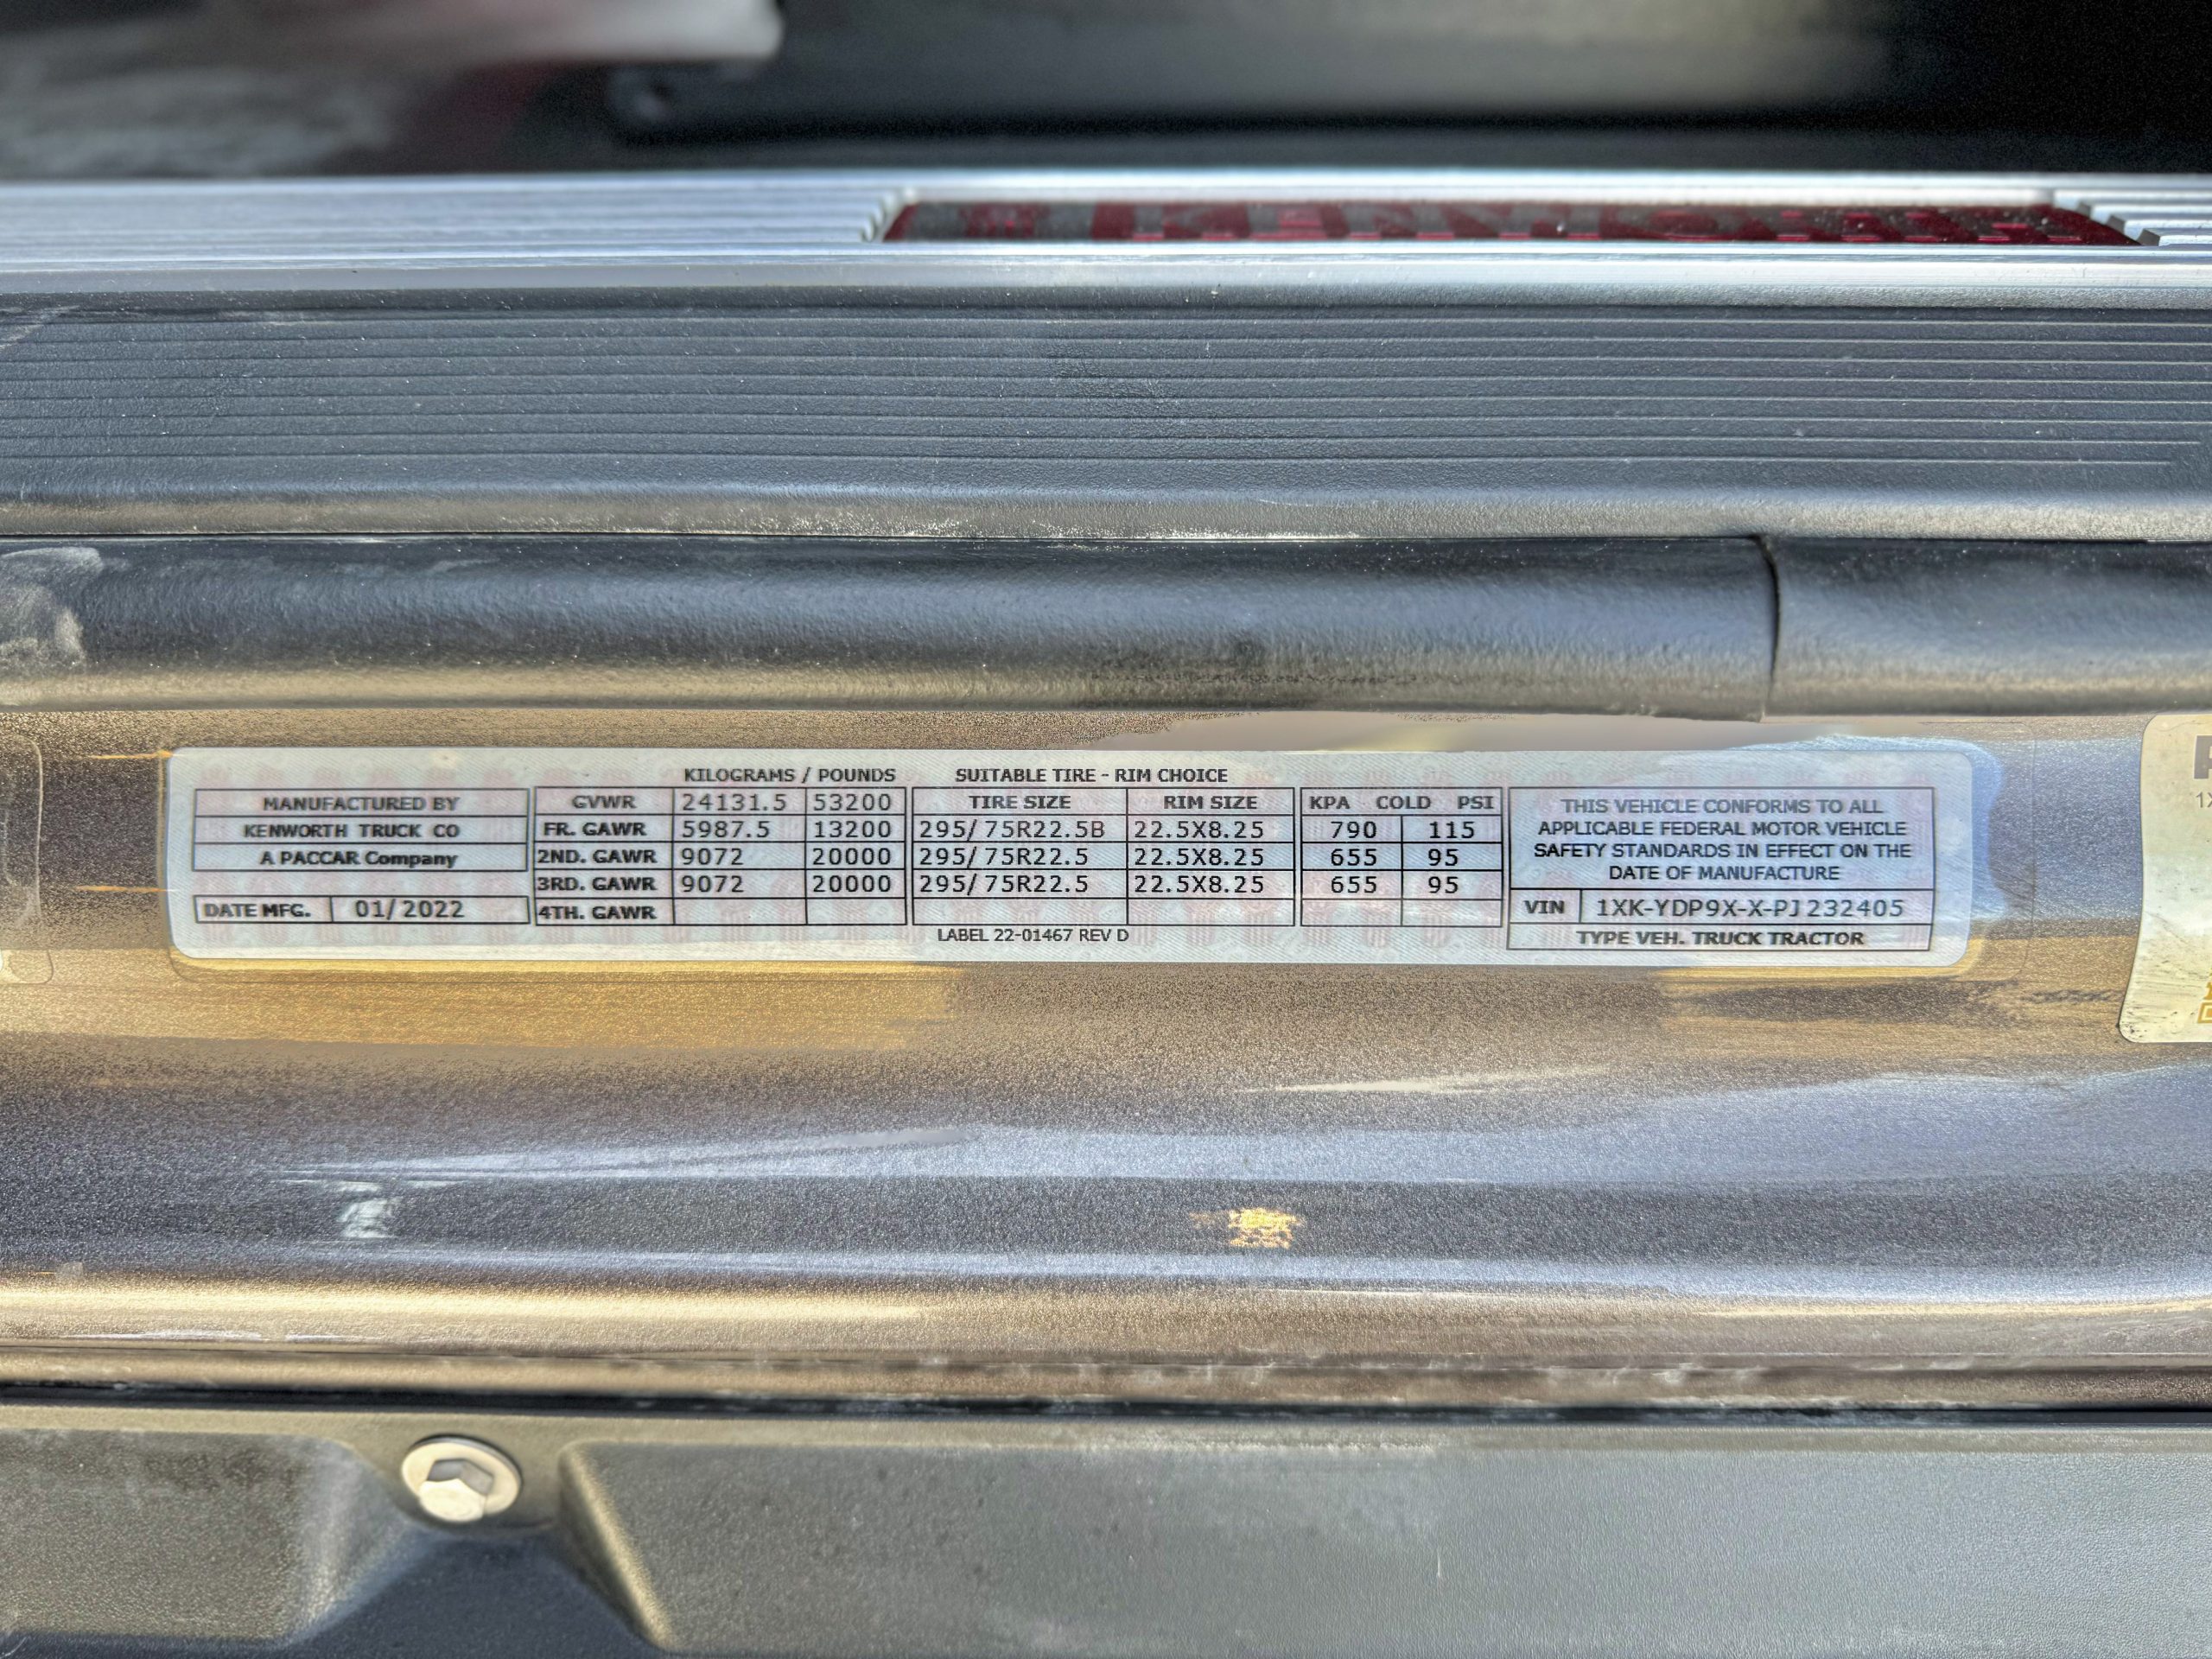 KENWORTH
KILOGRAMS / POUNDS SUITABLE TIRE - RIM CHOICE
MANUFACTURED BY
KENWORTH TRUCK CO
A PACCAR Company
DATE MFG. 01/2022
GVWR 24131.5 53200 TIRE SIZE RIM SIZE KPA COLD PSI
FR. GAWR 5987.5 13200 295/75R22.5B 22.5X8.25 790 115
2ND. GAWR 9072 20000 295/75R22.5 22.5X8.25 655 95
3RD. GAWR 9072 20000 295/75R22.5 22.5X8.25 655 95
4TH. GAWR
LABEL 22-01467 REV D
THIS VEHICLE CONFORMS TO ALL
APPLICABLE FEDERAL MOTOR VEHICLE
SAFETY STANDARDS IN EFFECT ON THE
DATE OF MANUFACTURE
VIN 1XK-YDP9X-X-PJ232405
TYPE VEH. TRUCK TRACTOR